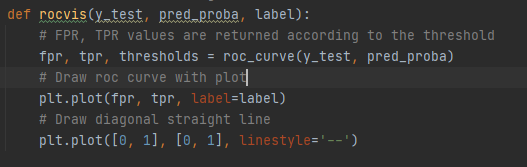 def rocvis(y_test, pred_proba, label):
    # FPR, TPR values are returned according to the threshold
    fpr, tpr, thresholds = roc_curve(y_test, pred_proba)
    # Draw roc curve with plot
    plt.plot(fpr, tpr, label=label)
    # Draw diagonal straight line
    plt.plot([0, 1], [0, 1], linestyle='--')